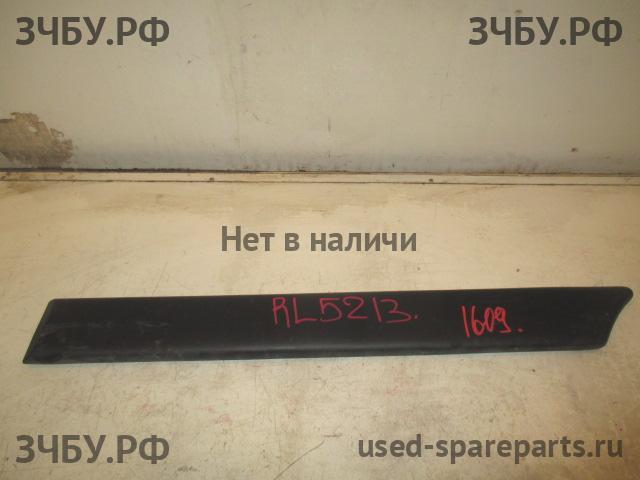 ЗЧБУ.РФ ЗЧБУ.РФ
Нет в наличи
RL5213.
1609.
ЗЧБУ.РФ used-spareparts.ru